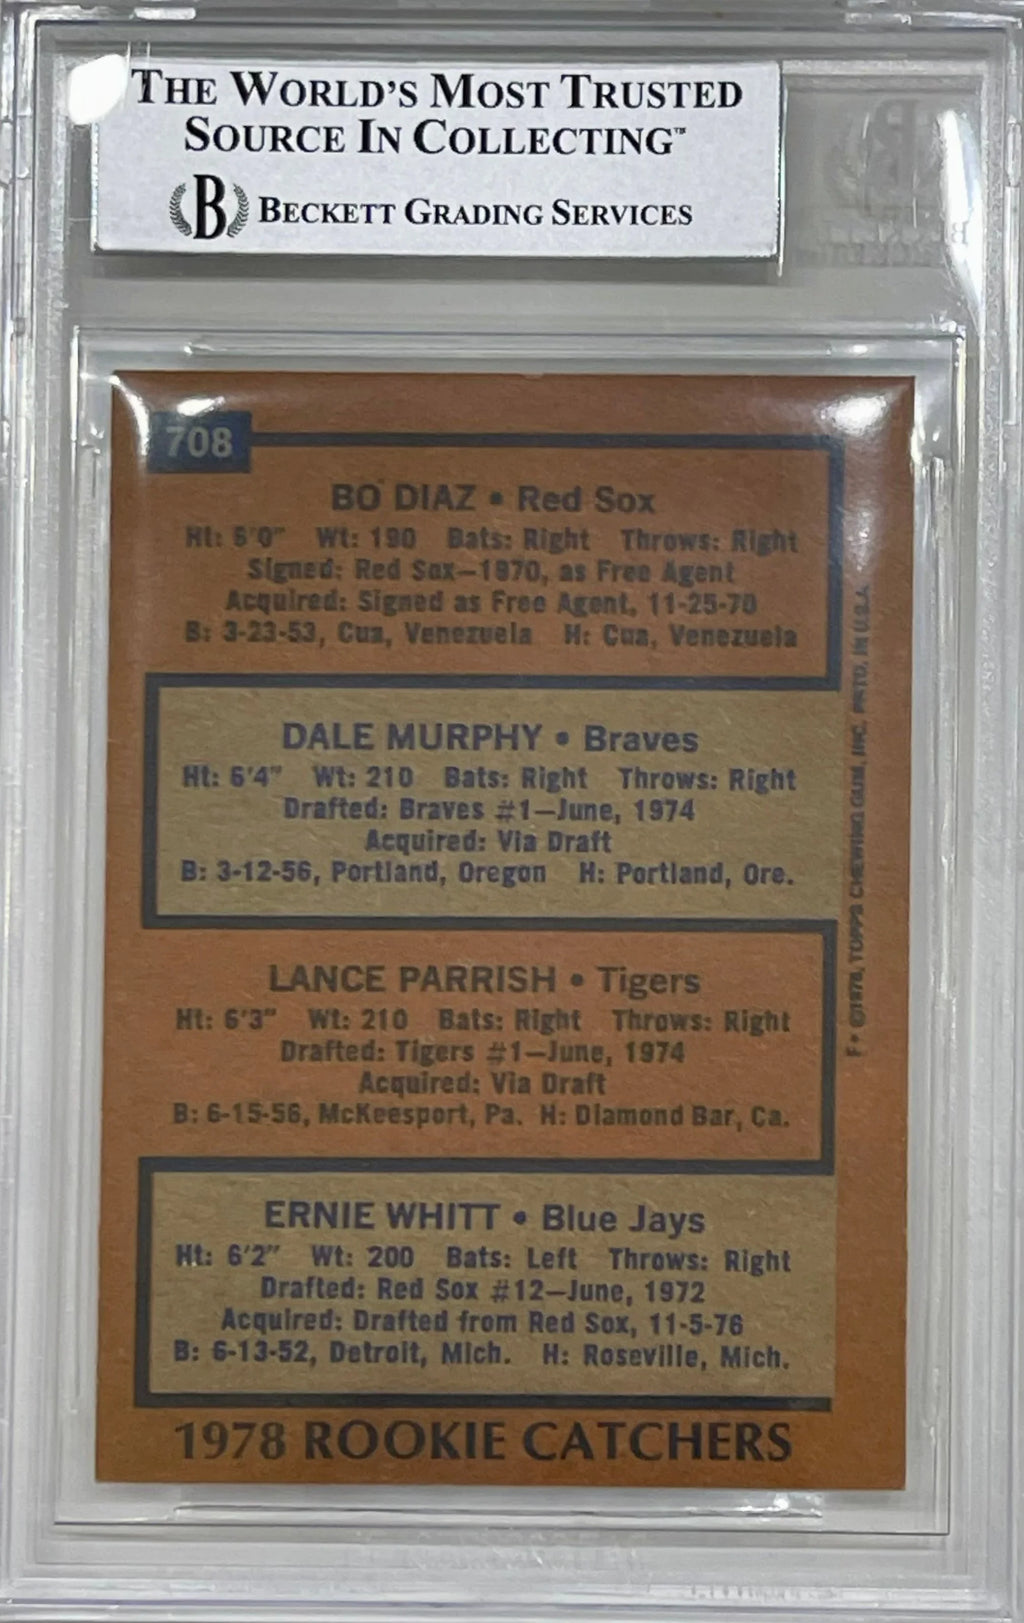 THE WORLD'S MOST TRUSTED
SOURCE IN COLLECTING™
B BECKETT GRADING SERVICES
708
BO DIAZ • Red Sox
Ht: 5'0" Wt: 190 Bats: Right Throws: Right
Signed: Red Sox—1970, as Free Agent
Acquired: Signed as Free Agent, 11-25-70
B: 3-23-53, Cua, Venezuela H: Cua, Venezuela
DALE MURPHY • Braves
Ht: 6'4" Wt: 210 Bats: Right Throws: Right
Drafted: Braves #1—June, 1974
Acquired: Via Draft
B: 3-12-56, Portland, Oregon H: Portland, Ore.
LANCE PARRISH • Tigers
Ht: 6'3" Wt: 210 Bats: Right Throws: Right
Drafted: Tigers #1—June, 1974
Acquired: Via Draft
B: 6-15-56, McKeesport, Pa. H: Diamond Bar, Ca.
ERNIE WHITT • Blue Jays
Ht: 6'2" Wt: 200 Bats: Left Throws: Right
Drafted: Red Sox #12—June, 1972
Acquired: Drafted from Red Sox, 11-5-76
B: 6-13-52, Detroit, Mich. H: Roseville, Mich.
1978 ROOKIE CATCHERS
F• ©1978, TOPPS CHEWING GUM, INC. PRTD. IN U.S.A.